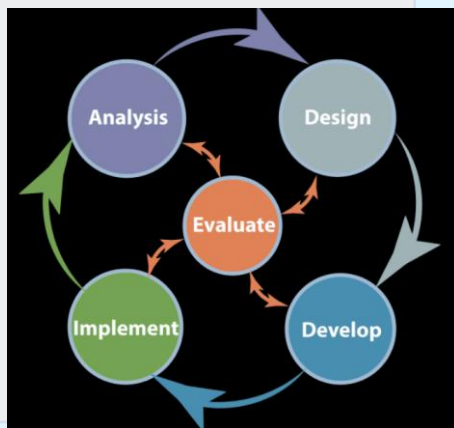 Analysis
Design
Evaluate
Implement
Develop